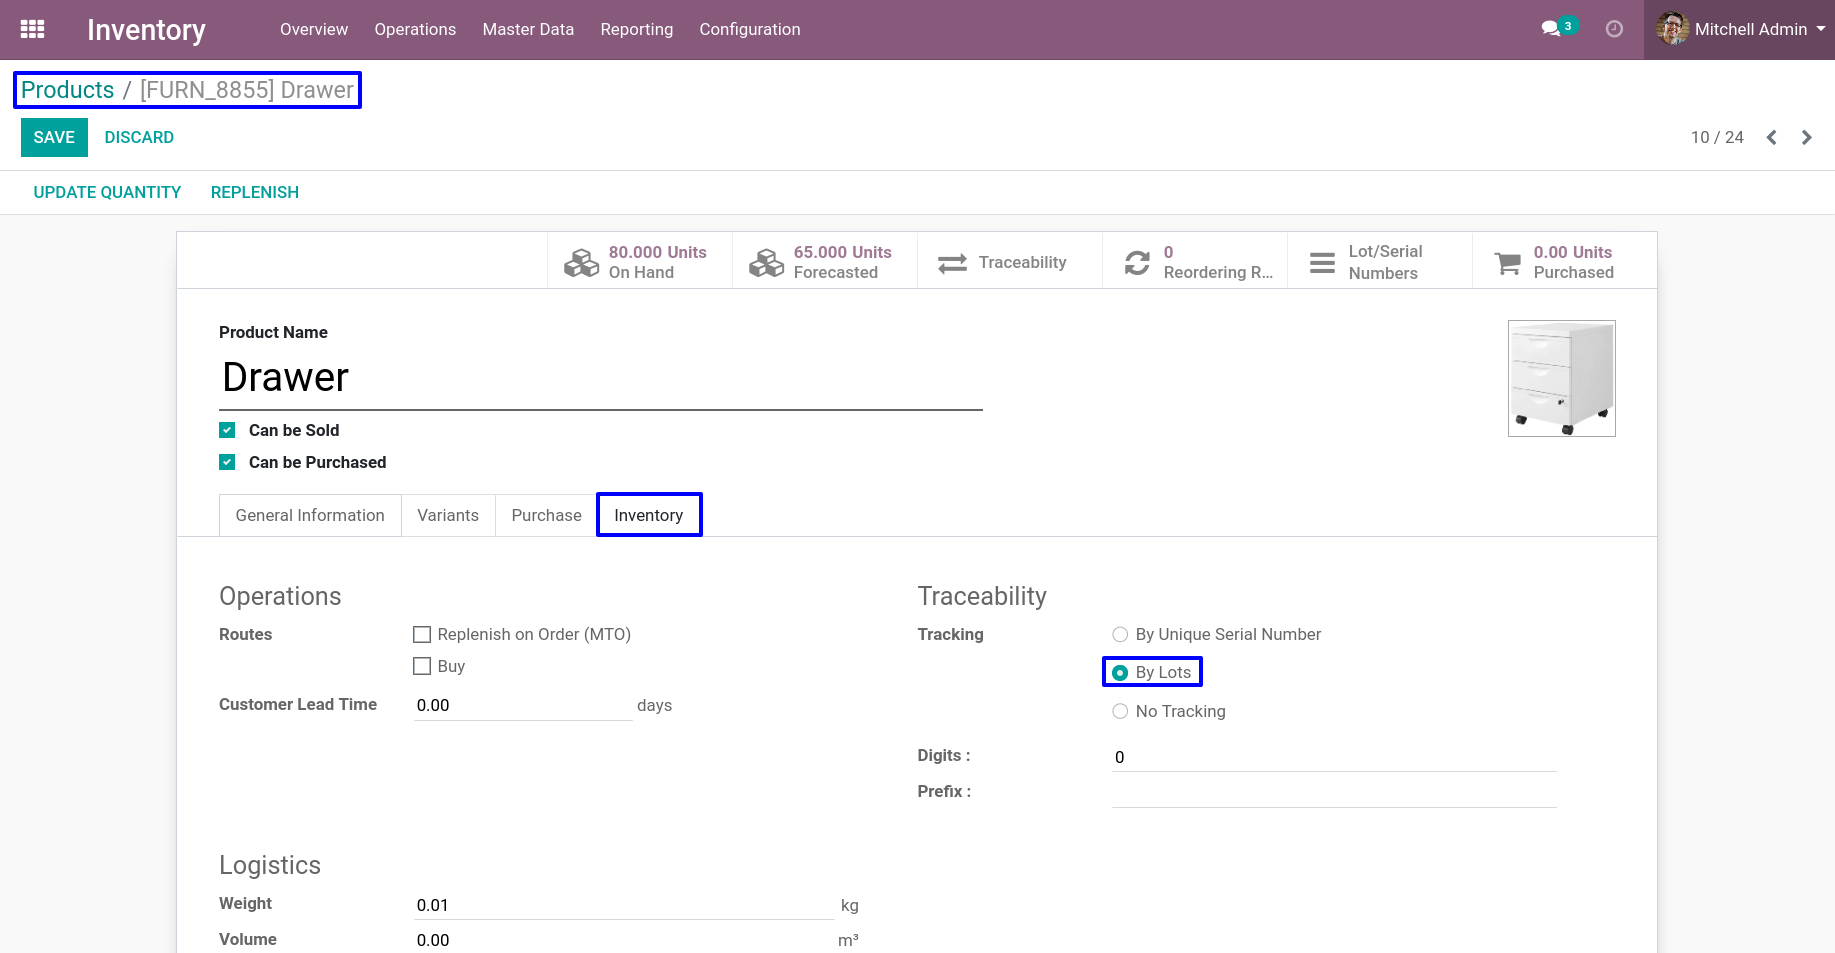 Inventory Overview Operations Master Data Reporting Configuration 3 Mitchell Admin
Products / [FURN_8855] Drawer
SAVE DISCARD 10 / 24
UPDATE QUANTITY REPLENISH
80.000 Units
On Hand
65.000 Units
Forecasted
Traceability
0
Reordering R...
Lot/Serial
Numbers
0.00 Units
Purchased
Product Name
Drawer
Can be Sold
Can be Purchased
General Information Variants Purchase Inventory
Operations
Routes Replenish on Order (MTO)
Buy
Customer Lead Time 0.00 days
Traceability
Tracking By Unique Serial Number
By Lots
No Tracking
Digits : 0
Prefix :
Logistics
Weight 0.01 kg
Volume 0.00 m³